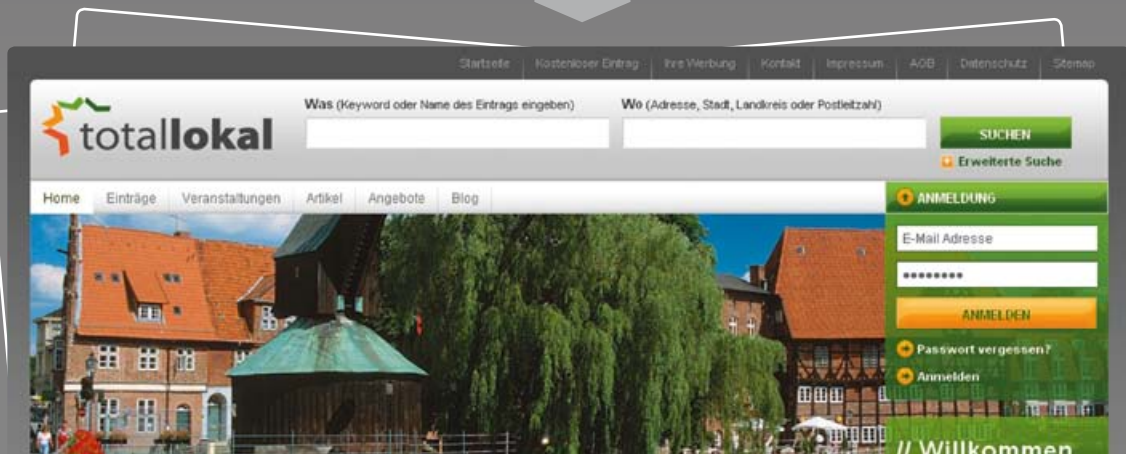 Startseite Kostenloser Eintrag Ihre Werbung Kontakt Impressum AGB Datenschutz Sitemap
totallokal
Was (Keyword oder Name des Eintrags eingeben) Wo (Adresse, Stadt, Landkreis oder Postleitzahl)
SUCHEN
Erweiterte Suche
Home Einträge Veranstaltungen Artikel Angebote Blog
ANMELDUNG
E-Mail Adresse
ANMELDEN
Passwort vergessen?
Anmelden
// Willkommen